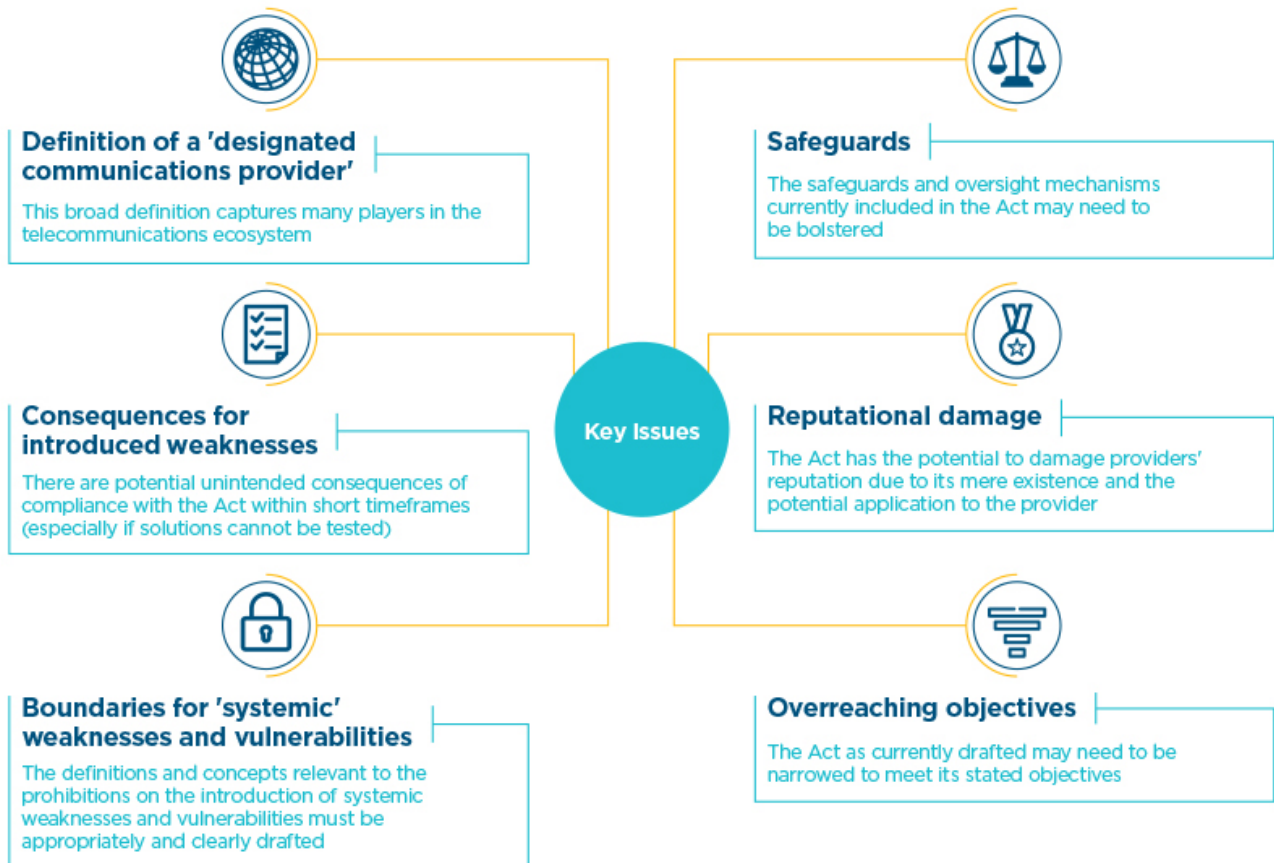 Definition of a 'designated
communications provider'
This broad definition captures many players in the
telecommunications ecosystem
Consequences for
introduced weaknesses
There are potential unintended consequences of
compliance with the Act within short timeframes
(especially if solutions cannot be tested)
Boundaries for 'systemic'
weaknesses and vulnerabilities
The definitions and concepts relevant to the
prohibitions on the introduction of systemic
weaknesses and vulnerabilities must be
appropriately and clearly drafted
Key Issues
Safeguards
The safeguards and oversight mechanisms
currently included in the Act may need to
be bolstered
Reputational damage
The Act has the potential to damage providers'
reputation due to its mere existence and the
potential application to the provider
Overreaching objectives
The Act as currently drafted may need to be
narrowed to meet its stated objectives